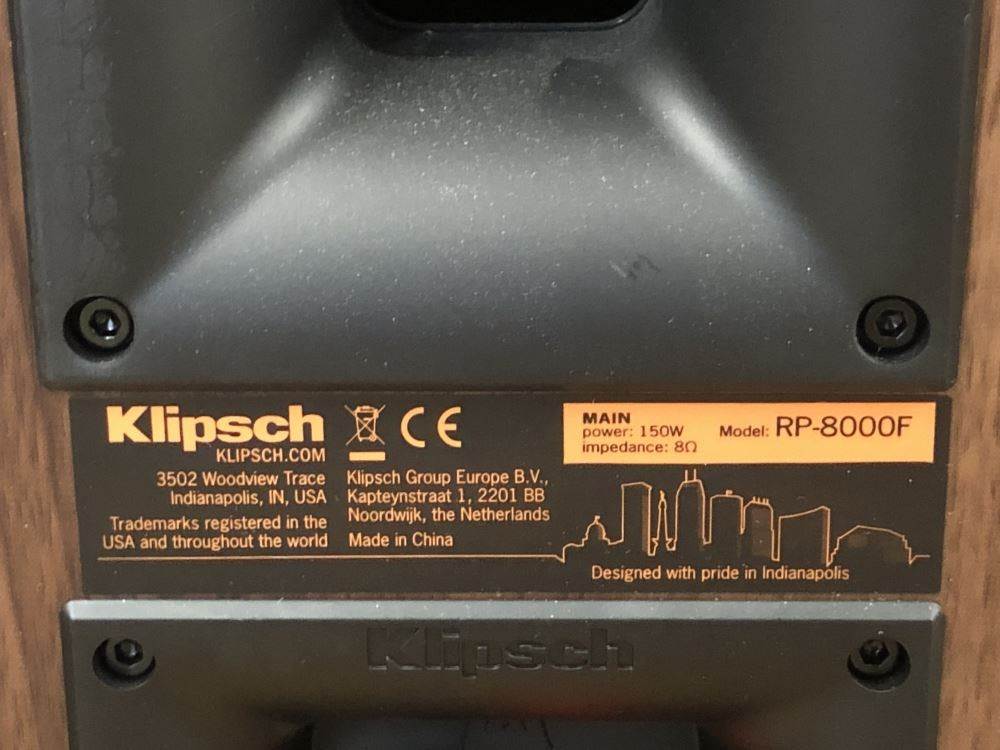 Klipsch
KLIPSCH.COM
3502 Woodview Trace
Indianapolis, IN, USA
Trademarks registered in the
USA and throughout the world
CE
Klipsch Group Europe B.V.,
Kapteynstraat 1, 2201 BB
Noordwijk, the Netherlands
Made in China
MAIN
power: 150W
impedance: 8Ω
Model: RP-8000F
Designed with pride in Indianapolis
Klipsch